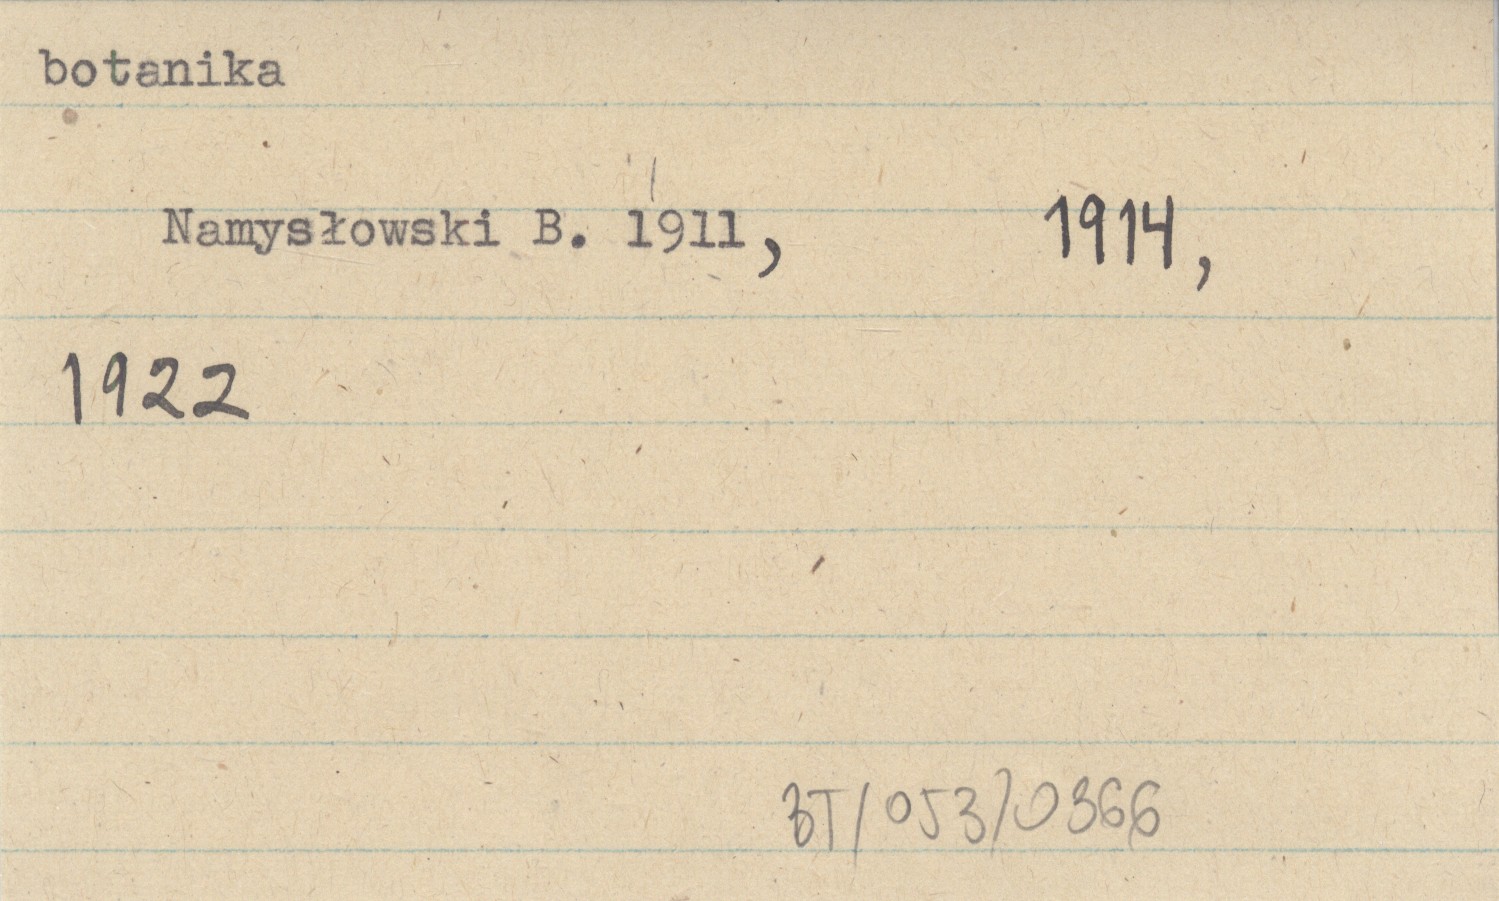 botanika
Namysłowski B. 1911, 1914,
1922
BT/053/0366